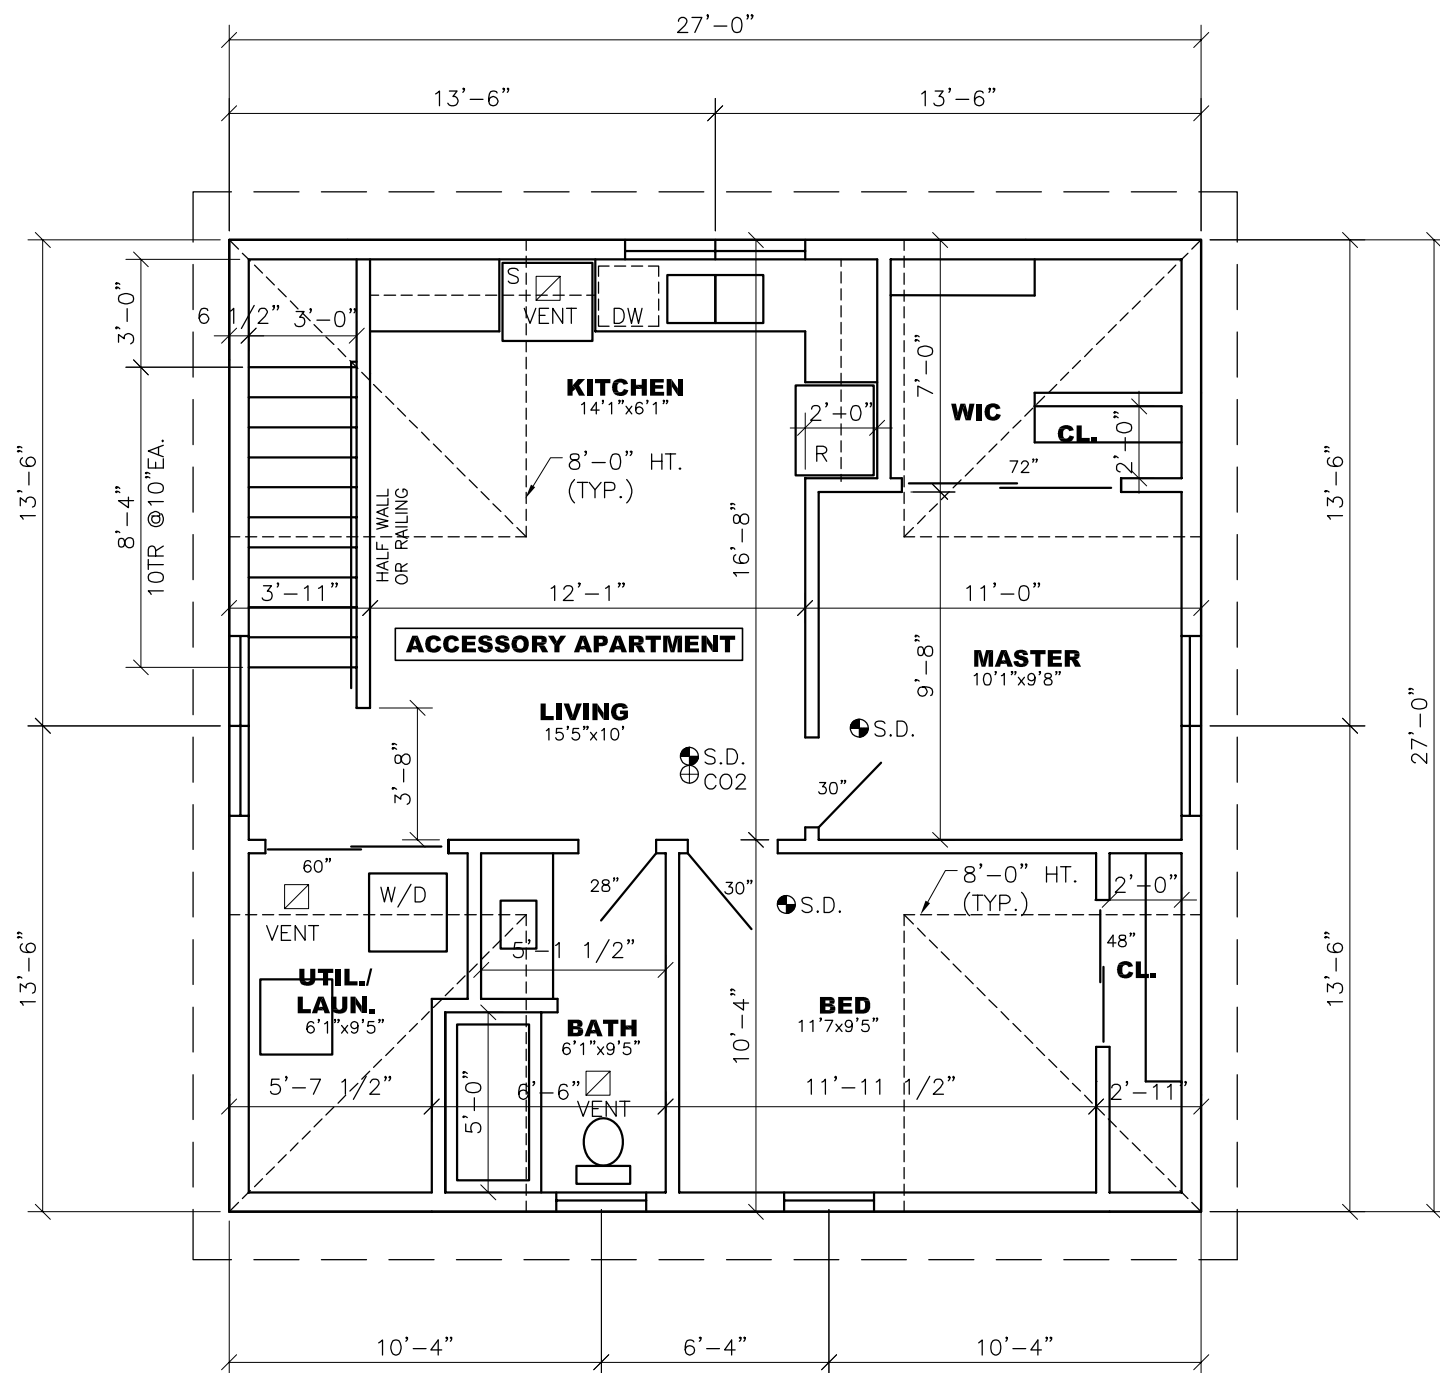 27'-0"
13'-6"
13'-6"
3'-0"
6 1/2"
3'-0"
S
VENT
DW
KITCHEN
14'1"x6'1"
2'-0"
R
7'-0"
WIC
CL.
2'-0"
72"
8'-0" HT.
(TYP.)
13'-6"
8'-4"
10TR @10"EA.
HALF WALL
OR RAILING
16'-8"
13'-6"
3'-11"
12'-1"
11'-0"
ACCESSORY APARTMENT
9'-8"
MASTER
10'1"x9'8"
LIVING
15'5"x10'
S.D.
S.D.
CO2
3'-8"
30"
27'-0"
60"
W/D
VENT
28"
30"
S.D.
8'-0" HT.
(TYP.)
2'-0"
48"
CL.
5'-1 1/2"
13'-6"
13'-6"
UTIL./
LAUN.
6'1"x9'5"
BATH
6'1"x9'5"
10'-4"
BED
11'7x9'5"
5'-7 1/2"
5'-0"
6'-6"
VENT
11'-11 1/2"
2'-11"
10'-4"
6'-4"
10'-4"